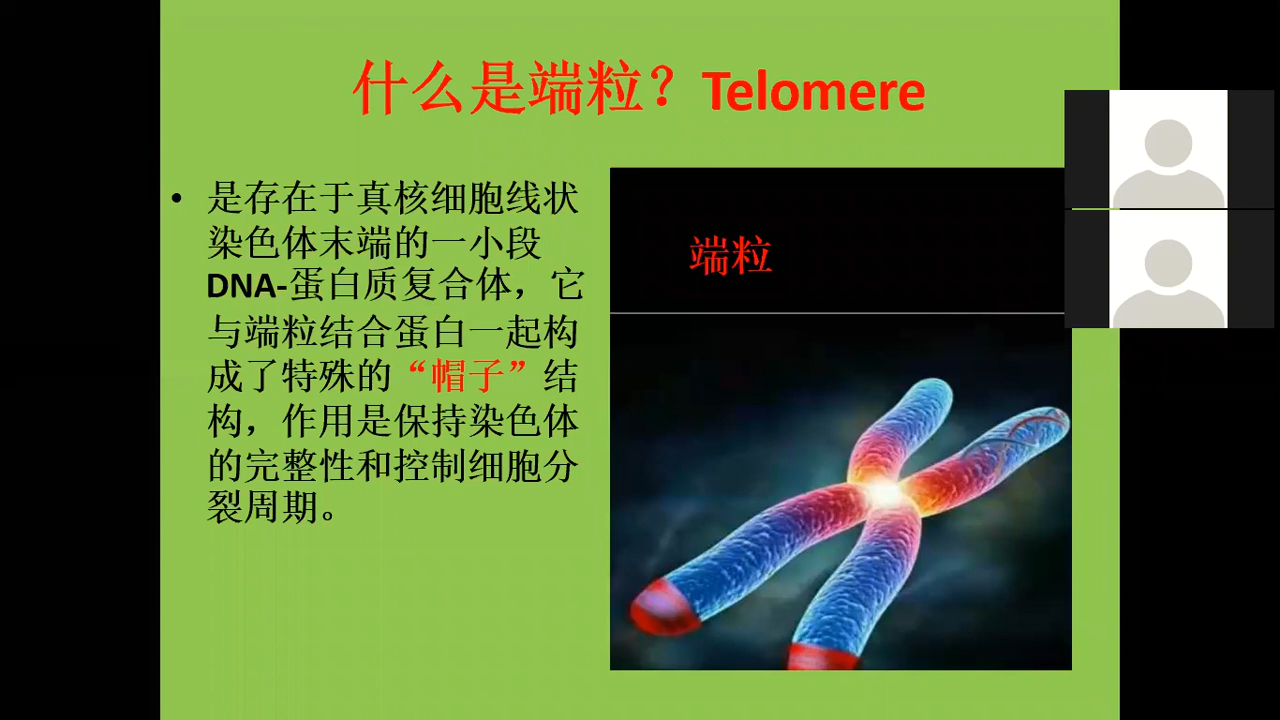 什么是端粒？Telomere
• 是存在于真核细胞线状
染色体末端的一小段
DNA-蛋白质复合体，它
与端粒结合蛋白一起构
成了特殊的“帽子”结
构，作用是保持染色体
的完整性和控制细胞分
裂周期。
端粒